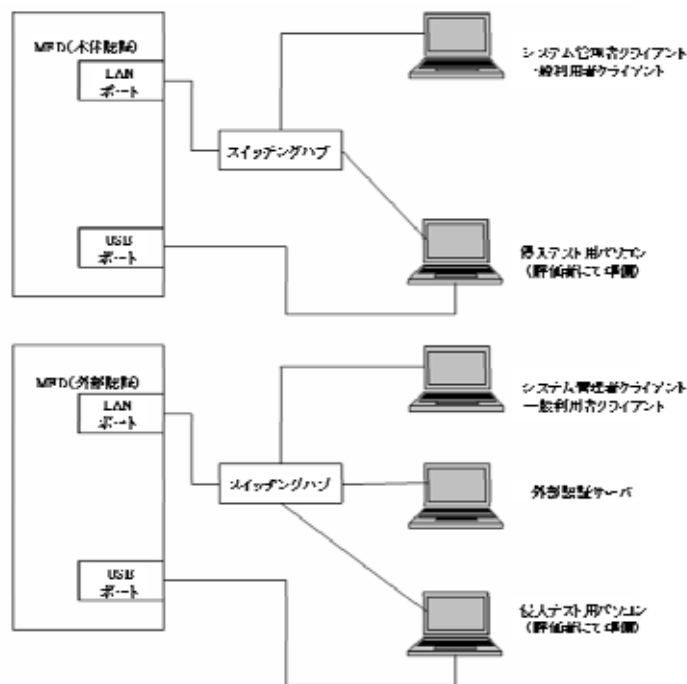 MFD(本体認証)
LAN
ポート
スイッチングハブ
USB
ポート
システム管理者クライアント
一般利用者クライアント
侵入テスト用パソコン
(評価者にて準備)
MFD(外部認証)
LAN
ポート
スイッチングハブ
USB
ポート
システム管理者クライアント
一般利用者クライアント
外部認証サーバ
侵入テスト用パソコン
(評価者にて準備)